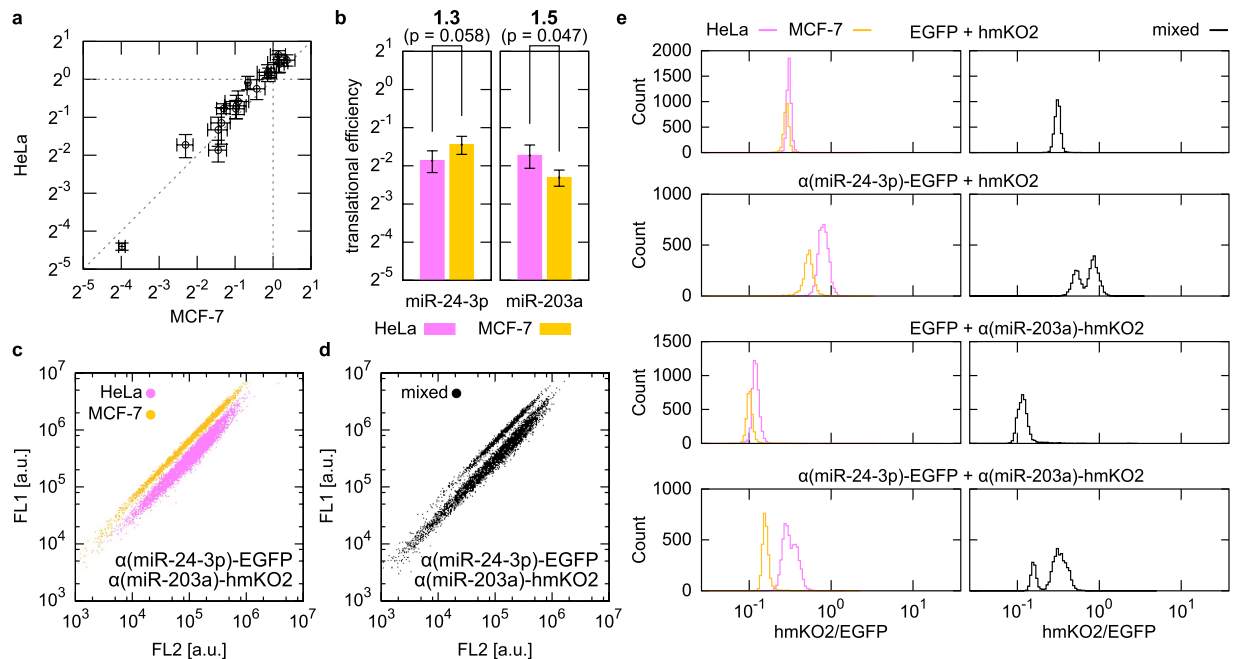 a
HeLa
2^1
2^0
2^-1
2^-2
2^-3
2^-4
2^-5
2^-5 2^-4 2^-3 2^-2 2^-1 2^0 2^1
MCF-7
b
1.3 1.5
(p = 0.058) (p = 0.047)
translational efficiency
2^1
2^0
2^-1
2^-2
2^-3
2^-4
2^-5
miR-24-3p miR-203a
HeLa MCF-7
c
FL1 [a.u.]
10^7
10^6
10^5
10^4
10^3
HeLa
MCF-7
α(miR-24-3p)-EGFP
α(miR-203a)-hmKO2
10^3 10^4 10^5 10^6 10^7
FL2 [a.u.]
d
FL1 [a.u.]
10^7
10^6
10^5
10^4
10^3
mixed
α(miR-24-3p)-EGFP
α(miR-203a)-hmKO2
10^3 10^4 10^5 10^6 10^7
FL2 [a.u.]
e
HeLa MCF-7 EGFP + hmKO2 mixed
Count
2000
1500
1000
500
0
α(miR-24-3p)-EGFP + hmKO2
Count
1000
500
0
EGFP + α(miR-203a)-hmKO2
Count
1500
1000
500
0
α(miR-24-3p)-EGFP + α(miR-203a)-hmKO2
Count
1000
500
0
10^-1 10^0 10^1 10^-1 10^0 10^1
hmKO2/EGFP hmKO2/EGFP